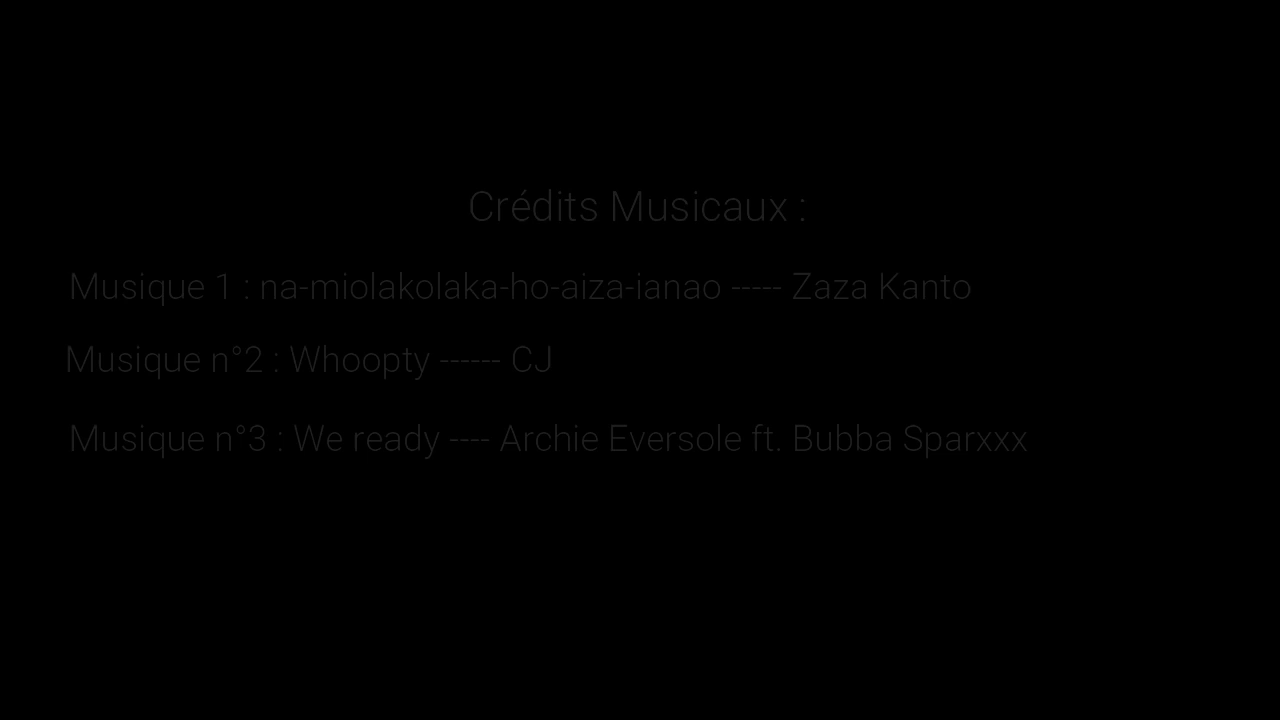 Crédits Musicaux :
Musique 1 : na-miolakolaka-ho-aiza-ianao ----- Zaza Kanto
Musique n°2 : Whoopty ------ CJ
Musique n°3 : We ready ---- Archie Eversole ft. Bubba Sparxxx